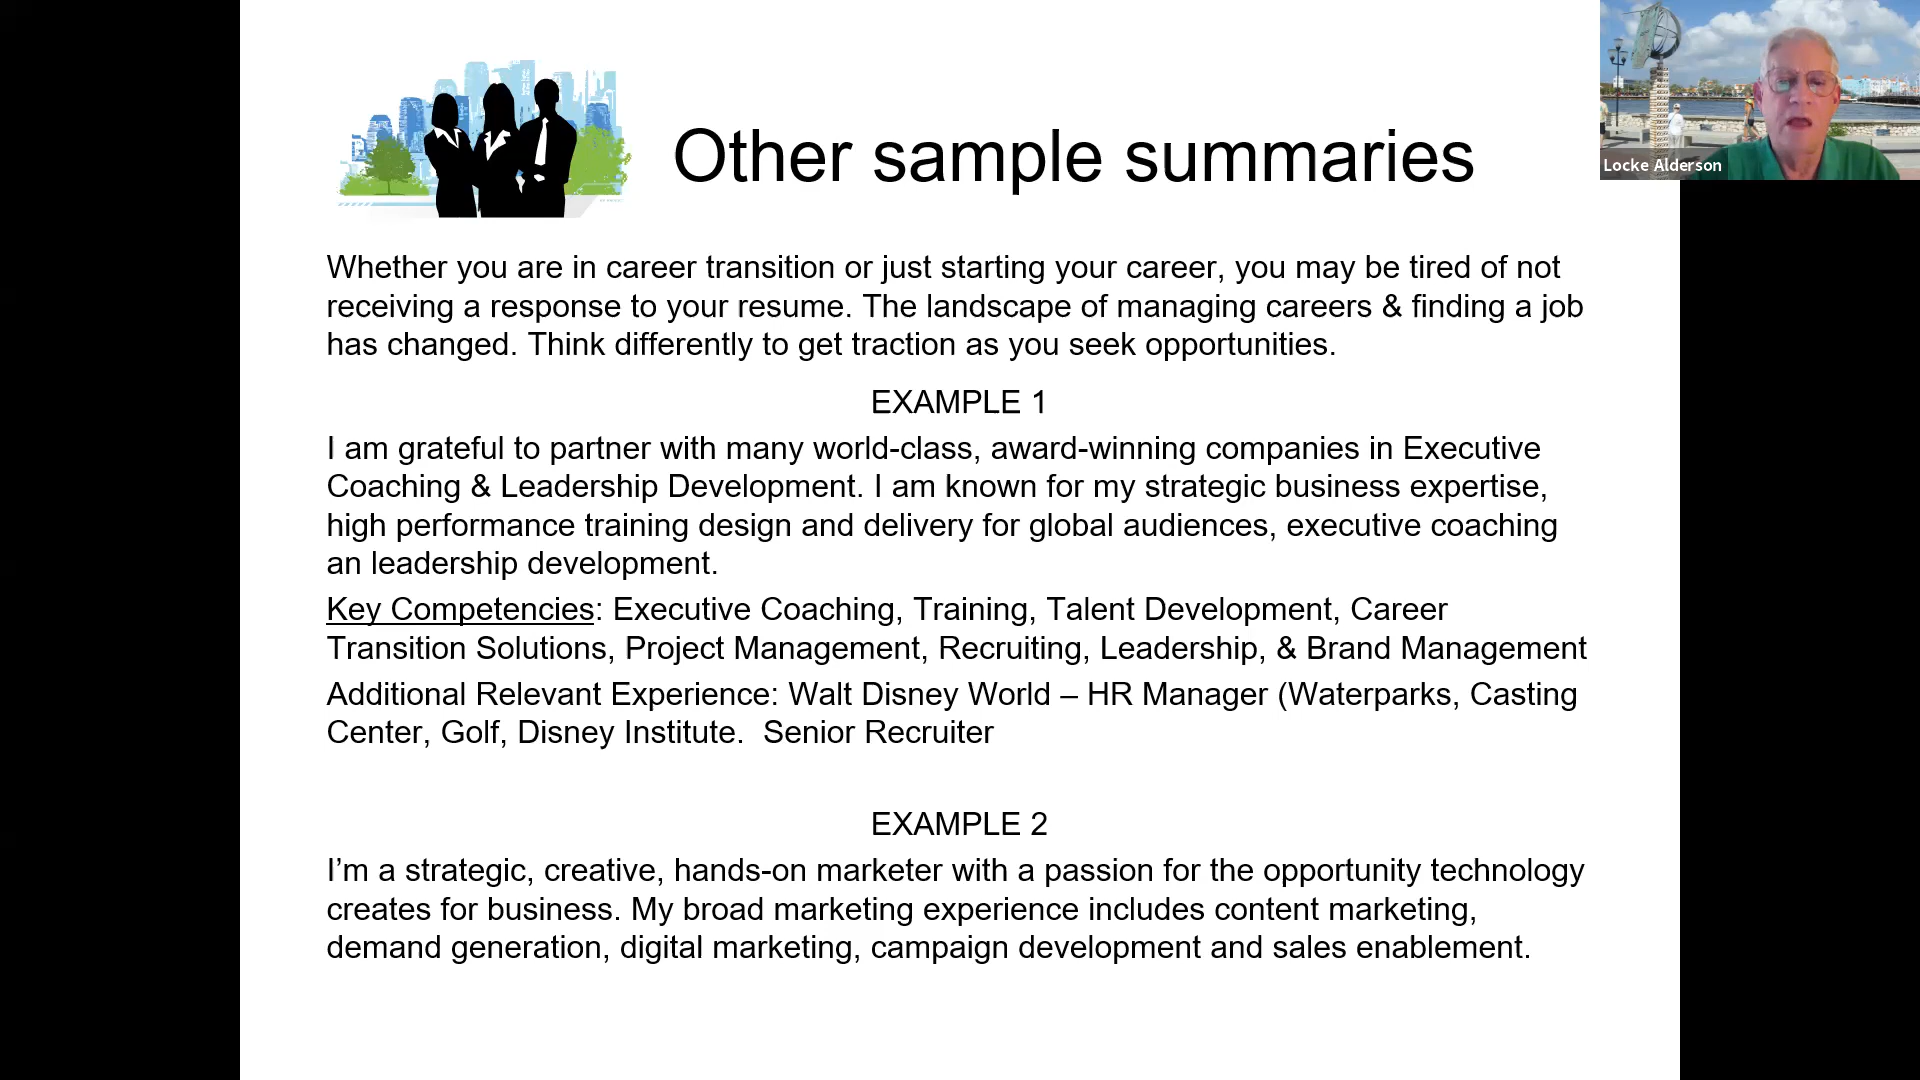 Other sample summaries
Locke Alderson
Whether you are in career transition or just starting your career, you may be tired of not
receiving a response to your resume. The landscape of managing careers & finding a job
has changed. Think differently to get traction as you seek opportunities.
EXAMPLE 1
I am grateful to partner with many world-class, award-winning companies in Executive
Coaching & Leadership Development. I am known for my strategic business expertise,
high performance training design and delivery for global audiences, executive coaching
an leadership development.
Key Competencies: Executive Coaching, Training, Talent Development, Career
Transition Solutions, Project Management, Recruiting, Leadership, & Brand Management
Additional Relevant Experience: Walt Disney World – HR Manager (Waterparks, Casting
Center, Golf, Disney Institute.  Senior Recruiter
EXAMPLE 2
I’m a strategic, creative, hands-on marketer with a passion for the opportunity technology
creates for business. My broad marketing experience includes content marketing,
demand generation, digital marketing, campaign development and sales enablement.